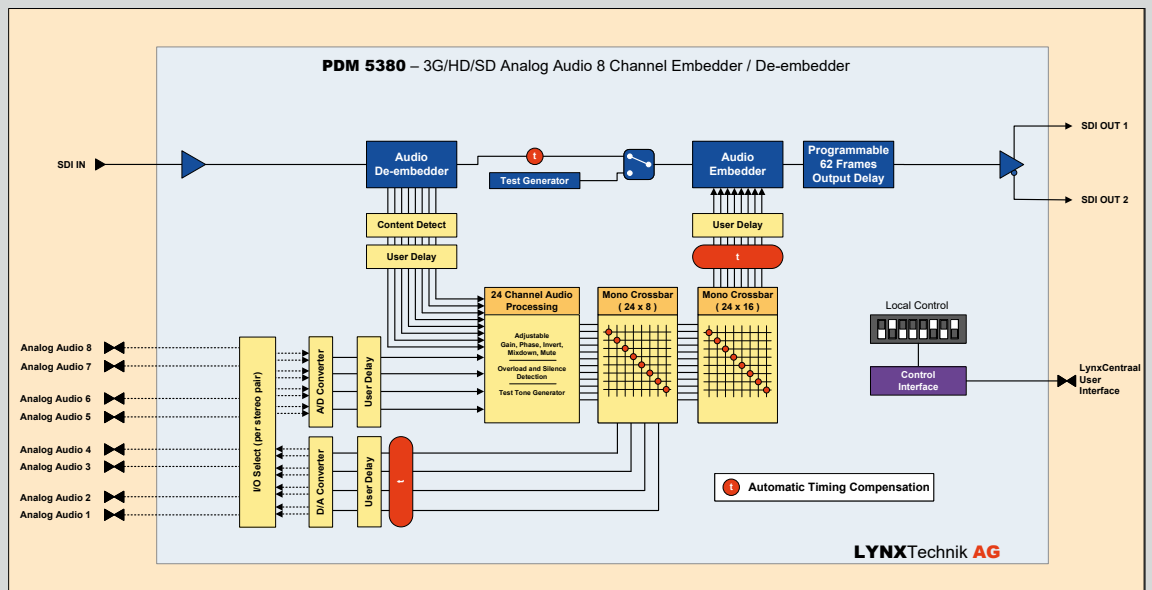 PDM 5380 – 3G/HD/SD Analog Audio 8 Channel Embedder / De-embedder
SDI IN
Audio
De-embedder
t
Test Generator
Audio
Embedder
Programmable
62 Frames
Output Delay
SDI OUT 1
SDI OUT 2
Content Detect
User Delay
User Delay
t
24 Channel Audio
Processing
Adjustable
Gain, Phase, Invert,
Mixdown, Mute
Overload and Silence
Detection
Test Tone Generator
Mono Crossbar
( 24 x 8 )
Mono Crossbar
( 24 x 16 )
Local Control
Control
Interface
LynxCentraal
User
Interface
Analog Audio 8
Analog Audio 7
Analog Audio 6
Analog Audio 5
Analog Audio 4
Analog Audio 3
Analog Audio 2
Analog Audio 1
I/O Select (per stereo pair)
A/D Converter
User Delay
D/A Converter
User Delay
t
t Automatic Timing Compensation
LYNXTechnik AG